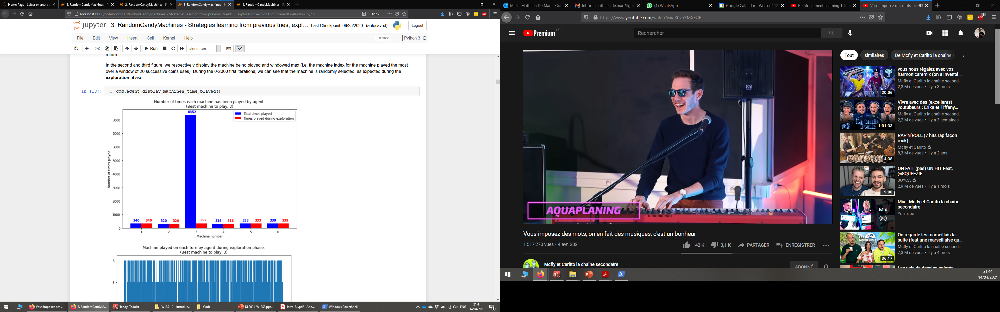 Home Page - Select or create a
1. RandomCandyMachines - P
2. RandomCandyMachines - Fi
3. RandomCandyMachines - St
4. RandomCandyMachines - Pa
localhost:8888/notebooks/3. RandomCandyMachines - Strategies learning from previous tries%2C exploration-exploitation tradeoff definition.ipynb
120%
ABP
jupyter 3. RandomCandyMachines - Strategies learning from previous tries, expl... Last Checkpoint: 09/25/2020 (autosaved)
Logout
File Edit View Insert Cell Kernel Help
Trusted
Python 3
Run
Markdown
return.
In the second and third figure, we respectively display the machine being played and windowed max (i.e. the machine index for the machine played the most
over a window of 20 successive coins uses). During the 0-2000 first iterations, we can see that the machine is randomly selected, as expected during the
exploration phase.
In [13]:
1 cmg.agent.display_machines_time_played()
Number of times each machine has been played by agent.
(Best machine to play: 3)
Total times played
Times played during exploration
Number of times played
8000
7000
6000
5000
4000
3000
2000
1000
0
340 340 320 320 8352 352 316 316 333 333 339 339
1 2 3 4 5 6
Machine number
Machine played on each turn by agent during exploration phase.
(Best machine to play: 3)
6
5
Vous imposez des ...
3. RandomCandyM...
Today: Todoist
W13S1-2 - Introduc...
Code
DL2021_W12S3.ppt...
intro_RL.pdf - Ado...
Windows PowerShell
ENG
21:44
14/04/2021
3
Mail - Matthieu De Mari - Out
Inbox - matthieu.de.mari@gm
(1) WhatsApp
Google Calendar - Week of 12
Reinforcement Learning 1: Int
Vous imposez des mots, on
https://www.youtube.com/watch?v=aX0xpXMXEGE
ABP
6
Premium SG
Rechercher
AQUAPLANING
Vous imposez des mots, on en fait des musiques, c'est un bonheur
1 517 270 vues • 4 avr. 2021
142 K
3,1 K
PARTAGER
ENREGISTRER
Mcfly et Carlito la chaîne secondaire
ABONNÉ
Tout
similaires
De Mcfly et Carlito la chaîne s
MELI
MELO
3
20:06
vous nous régalez avec vos
harmonicaremix (on a inventé...
Mcfly et Carlito la chaîne second...
2,3 M de vues • il y a 3 mois
La table
Ovale
#3
1:01:33
Vivre avec des (excellents)
youtubeurs : Erika et Tiffany...
Mcfly et Carlito la chaîne second...
2,2 M de vues • il y a 3 semaines
4:38
RAP'N'ROLL (7 hits rap façon
rock)
Mcfly et Carlito
8,3 M de vues • il y a 2 ans
19:08
ON FAIT (pas) UN HIT Feat.
@SQUEEZIE
JOYCA
2,9 M de vues • il y a 1 mois
Mix
Mix - Mcfly et Carlito la chaîne
secondaire
YouTube
Les
Marseillais
36:17
On regarde les marseillais la
suite (feat une marseillaise qu...
Mcfly et Carlito la chaîne second...
7,3 M de vues • il y a 4 mois
6
21:44
14/04/2021